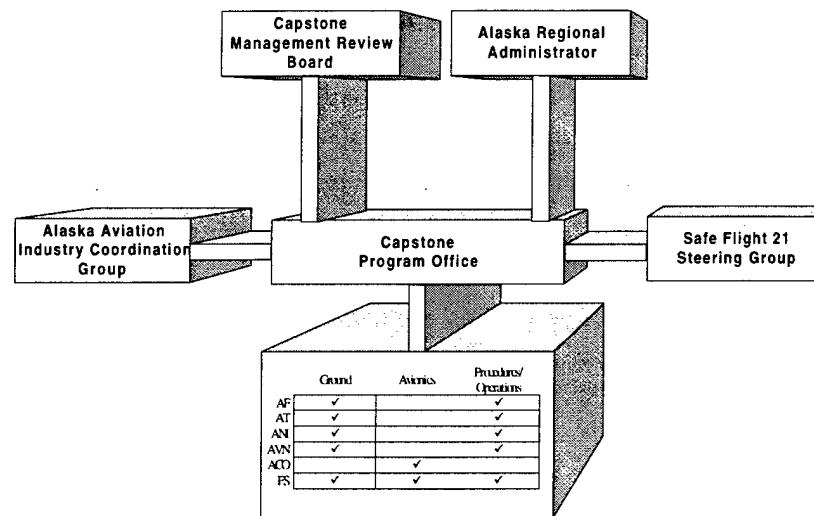 Capstone
Management Review
Board
Alaska Regional
Administrator
Alaska Aviation
Industry Coordination
Group
Capstone
Program Office
Safe Flight 21
Steering Group
Ground Avionics Procedures/
Operations
AF ✓ ✓
AT ✓ ✓
ANI ✓ ✓
AVN ✓ ✓
ACO ✓
FS ✓ ✓ ✓